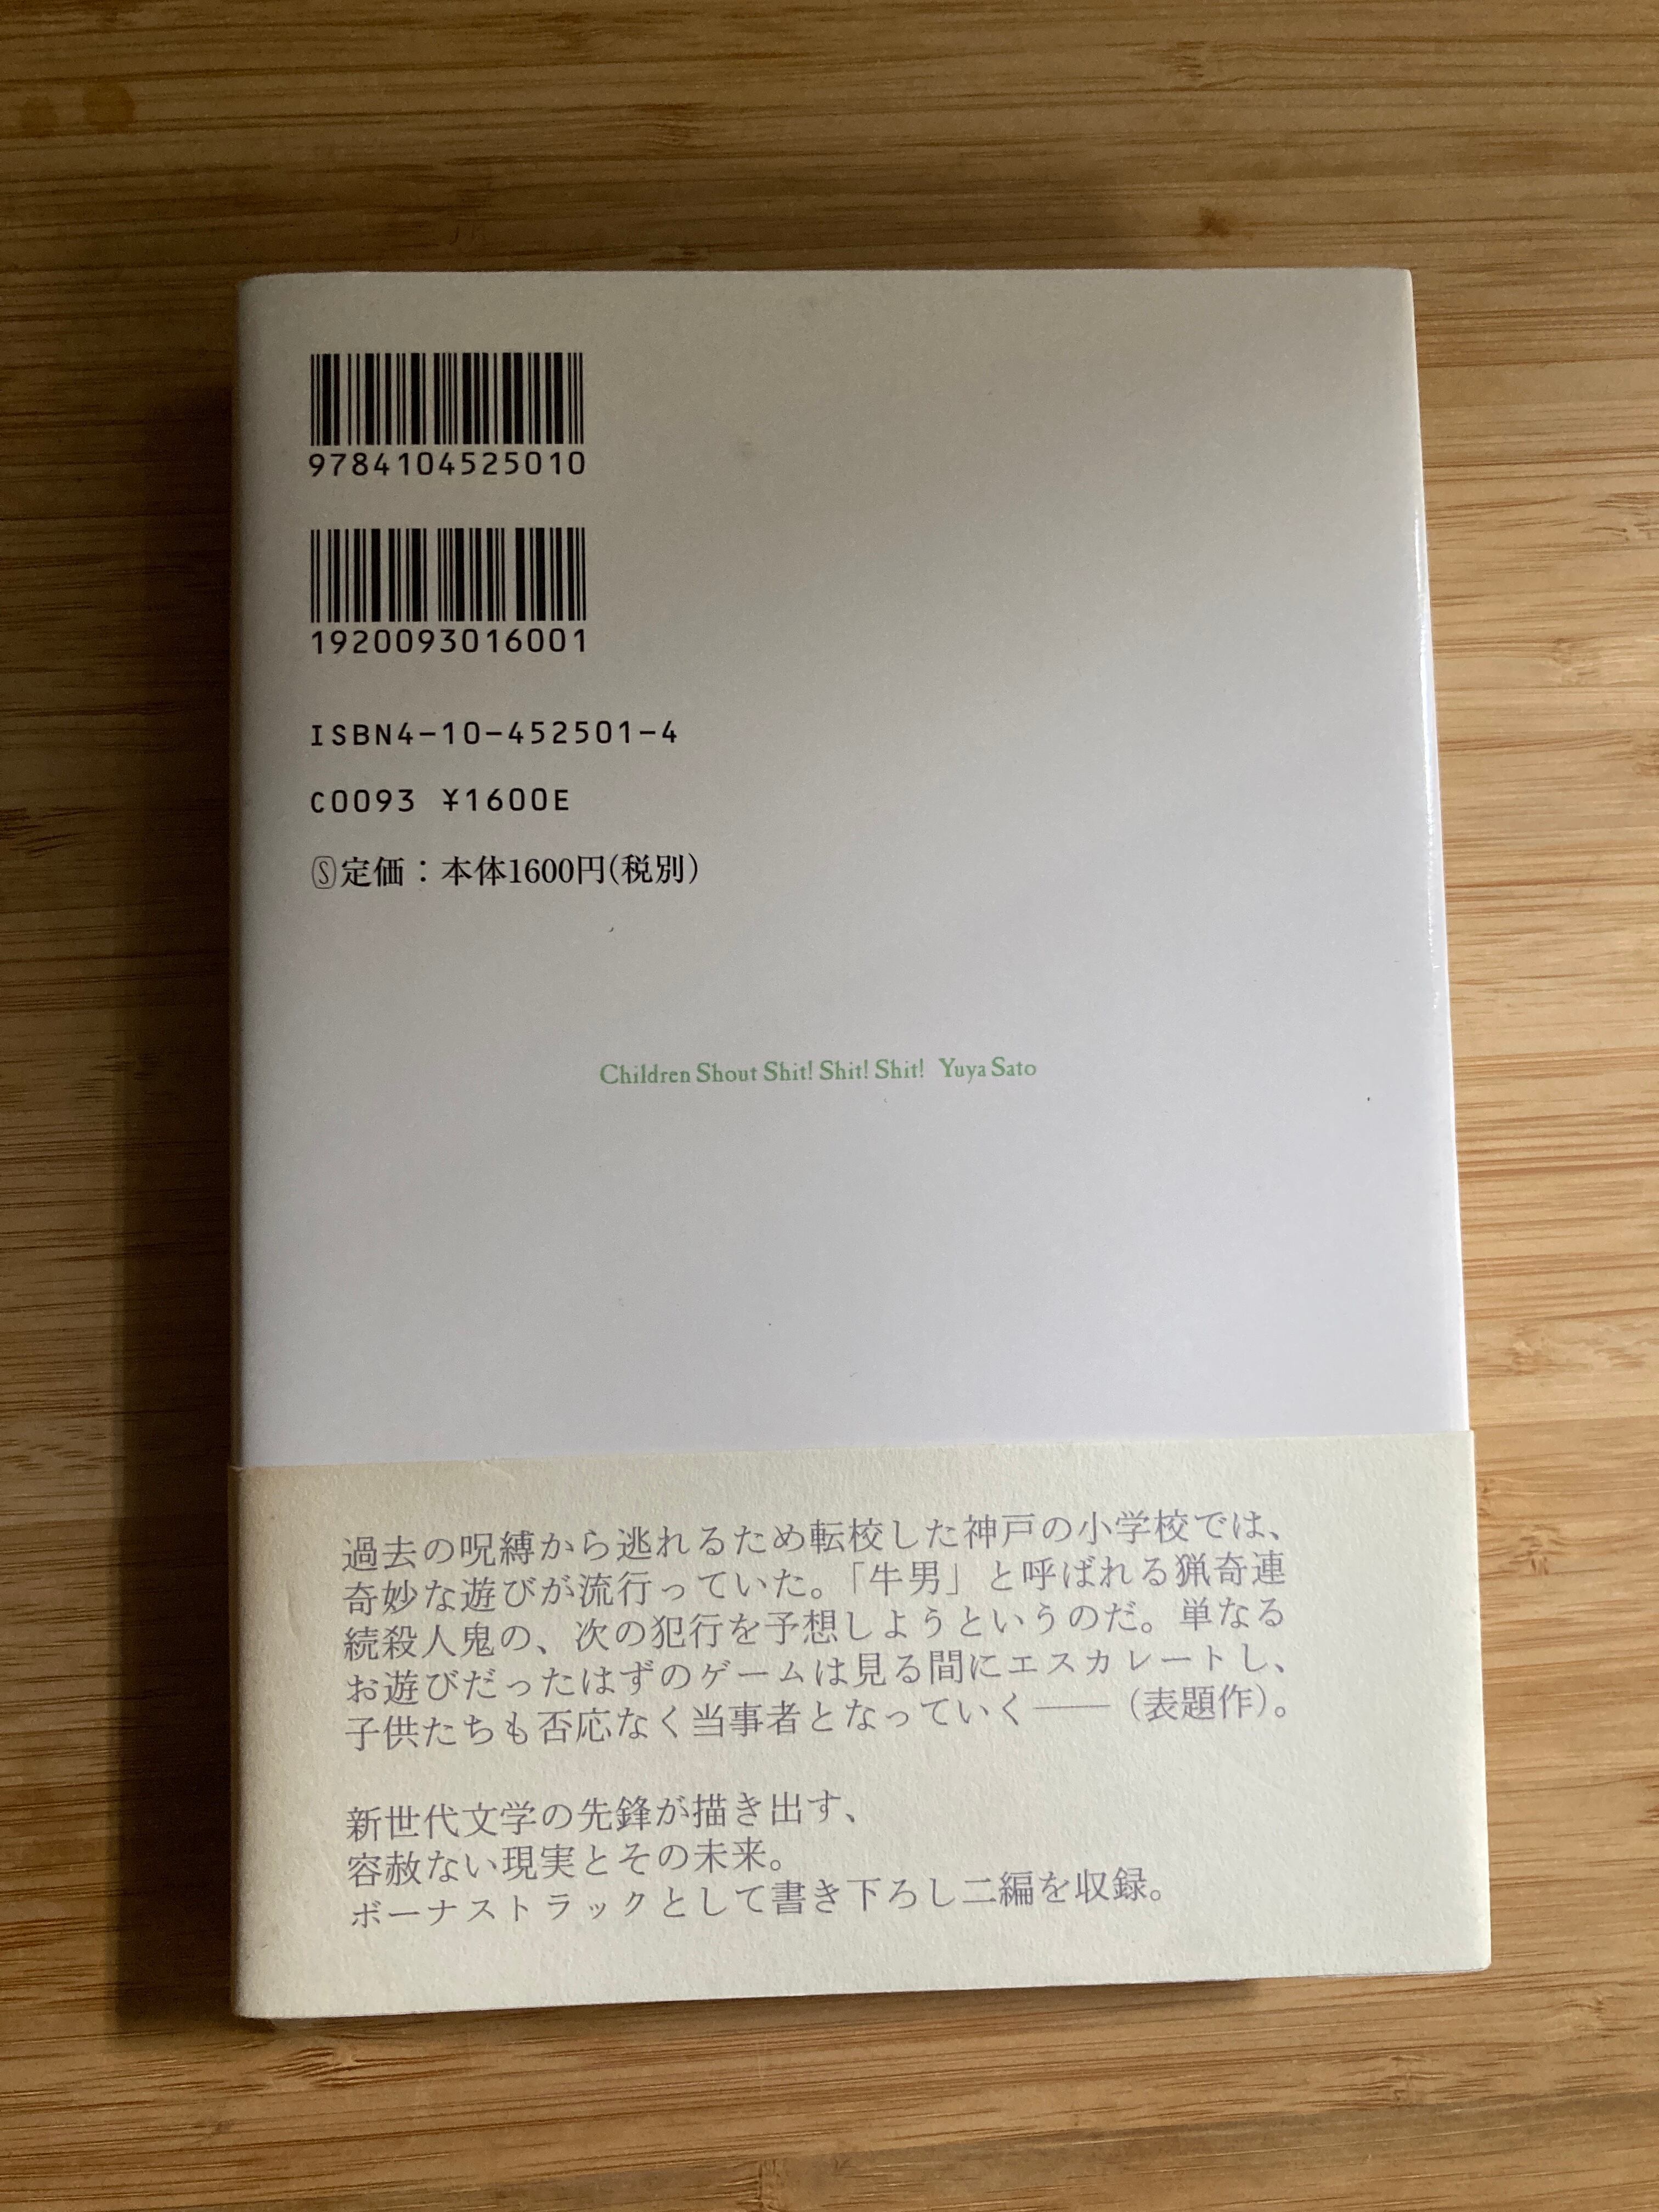 9784104525010
1920093016001
ISBN4-10-452501-4
C0093 ¥1600E
Ⓢ定価：本体1600円(税別)
Children Shout Shit! Shit! Shit! Yuya Sato
過去の呪縛から逃れるため転校した神戸の小学校では、
奇妙な遊びが流行っていた。「牛男」と呼ばれる猟奇連
続殺人鬼の、次の犯行を予想しようというのだ。単なる
お遊びだったはずのゲームは見る間にエスカレートし、
子供たちも否応なく当事者となっていく――（表題作）。
新世代文学の先鋒が描き出す、
容赦ない現実とその未来。
ボーナストラックとして書き下ろし二編を収録。